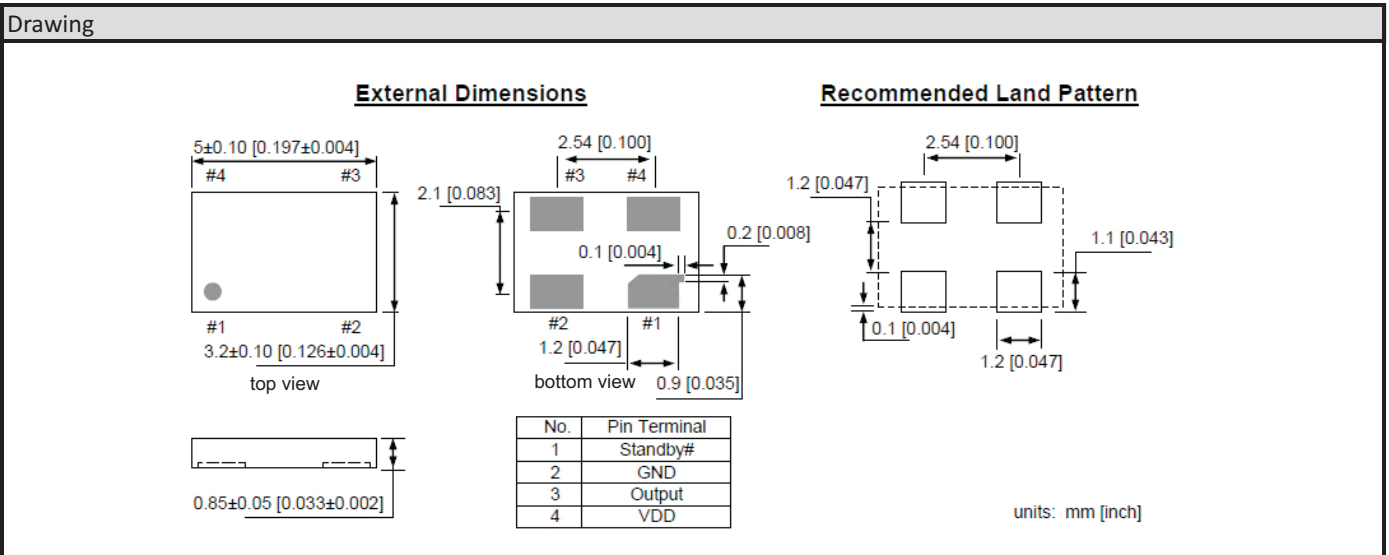 Drawing
External Dimensions
Recommended Land Pattern
5±0.10 [0.197±0.004]
#4 #3
#1 #2
3.2±0.10 [0.126±0.004]
top view
2.54 [0.100]
#3 #4
2.1 [0.083]
0.2 [0.008]
0.1 [0.004]
#2 #1
1.2 [0.047]
bottom view
0.9 [0.035]
2.54 [0.100]
1.2 [0.047]
1.1 [0.043]
0.1 [0.004]
1.2 [0.047]
0.85±0.05 [0.033±0.002]
No. Pin Terminal
1 Standby#
2 GND
3 Output
4 VDD
units: mm [inch]